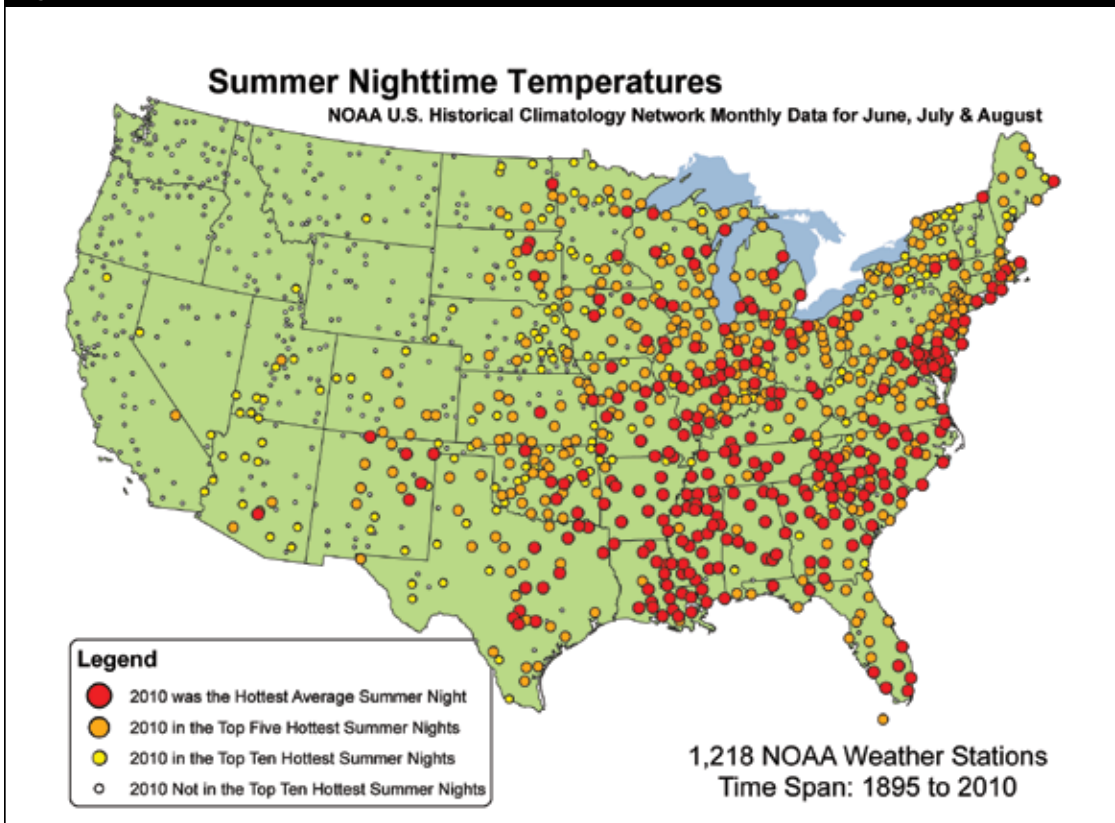 Summer Nighttime Temperatures
NOAA U.S. Historical Climatology Network Monthly Data for June, July & August
Legend
2010 was the Hottest Average Summer Night
2010 in the Top Five Hottest Summer Nights
2010 in the Top Ten Hottest Summer Nights
2010 Not in the Top Ten Hottest Summer Nights
1,218 NOAA Weather Stations
Time Span: 1895 to 2010